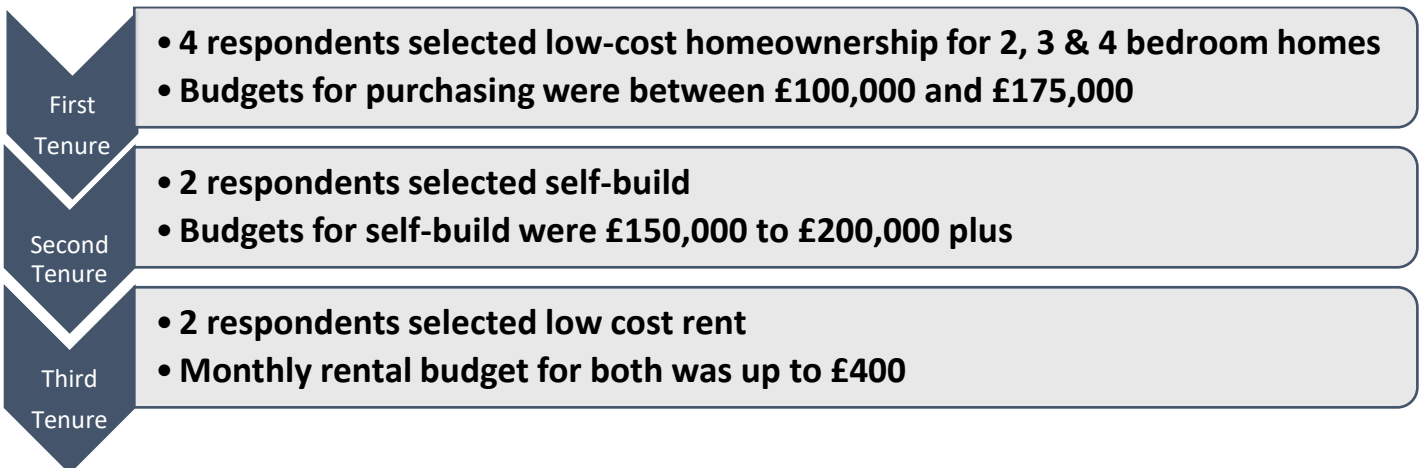 First
Tenure
• 4 respondents selected low-cost homeownership for 2, 3 & 4 bedroom homes
• Budgets for purchasing were between £100,000 and £175,000
Second
Tenure
• 2 respondents selected self-build
• Budgets for self-build were £150,000 to £200,000 plus
Third
Tenure
• 2 respondents selected low cost rent
• Monthly rental budget for both was up to £400